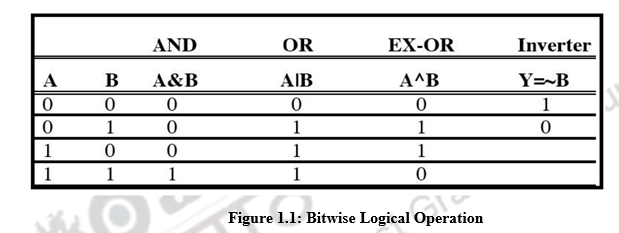 AND OR EX-OR Inverter
A B A&B A|B A^B Y=~B
0 0 0 0 0 1
0 1 0 1 1 0
1 0 0 1 1
1 1 1 1 0
Figure 1.1: Bitwise Logical Operation